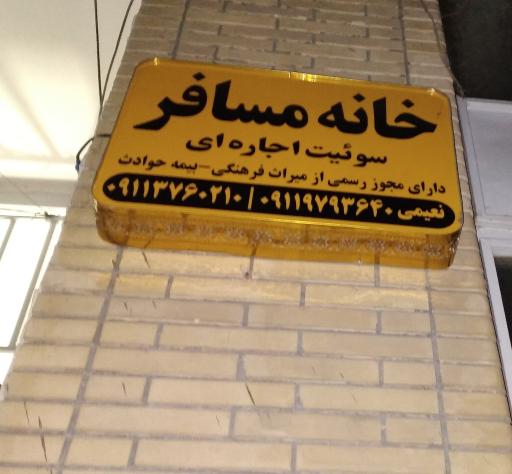 خانه مسافر
سوئیت اجاره ای
دارای مجوز رسمی از میراث فرهنگی-بیمه حوادث
نعیمی ۰۹۱۱۹۷۹۳۶۴۰ | ۰۹۱۱۳۷۶۰۲۱۰